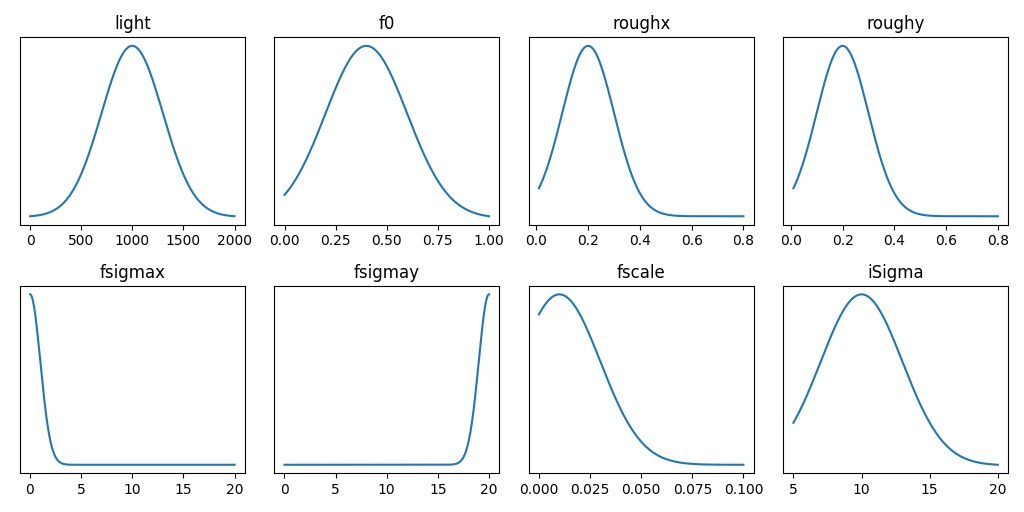 light f0 roughx roughy
0 500 1000 1500 2000 0.00 0.25 0.50 0.75 1.00 0.0 0.2 0.4 0.6 0.8 0.0 0.2 0.4 0.6 0.8
fsigmax fsigmay fscale iSigma
0 5 10 15 20 0 5 10 15 20 0.000 0.025 0.050 0.075 0.100 5 10 15 20